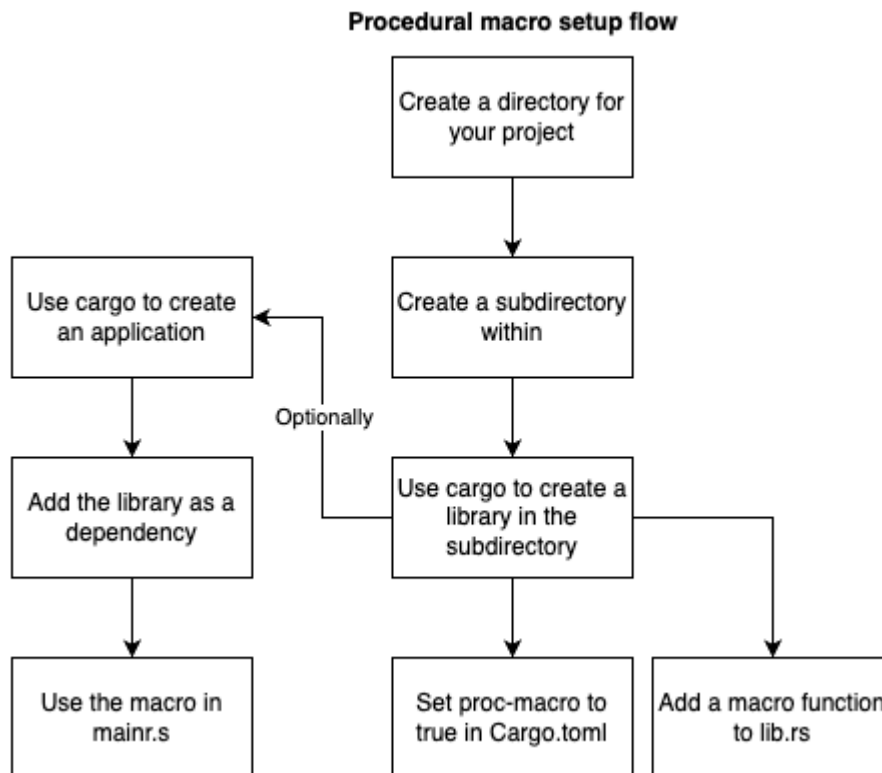 Procedural macro setup flow
Create a directory for
your project
Create a subdirectory
within
Use cargo to create a
library in the
subdirectory
Optionally
Use cargo to create
an application
Add the library as a
dependency
Use the macro in
mainr.s
Set proc-macro to
true in Cargo.toml
Add a macro function
to lib.rs